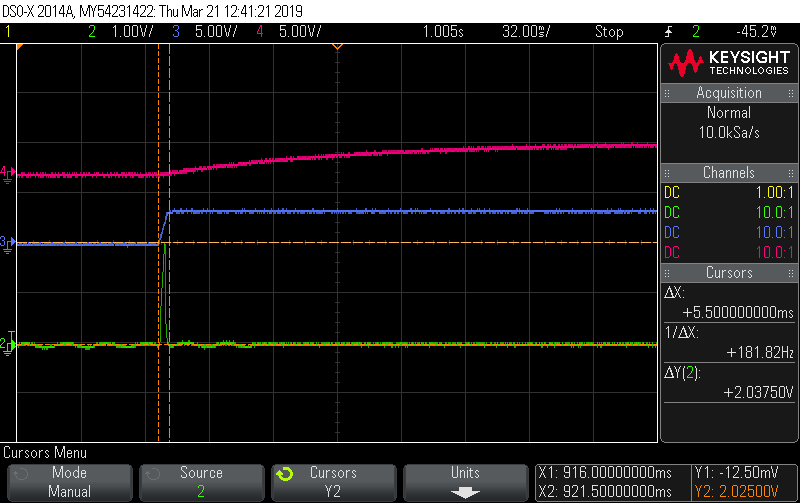 DSO-X 2014A, MY54231422: Thu Mar 21 12:41:21 2019
1 2 1.00V/ 3 5.00V/ 4 5.00V/ 1.005s 32.00ms/ Stop 2 -45.2V
KEYSIGHT
TECHNOLOGIES
Acquisition
Normal
10.0kSa/s
Channels
DC 1.00:1
DC 10.0:1
DC 10.0:1
DC 10.0:1
Cursors
ΔX:
+5.500000000ms
1/ΔX:
+181.82Hz
ΔY(2):
+2.03750V
4
3
T
2
Cursors Menu
Mode
Manual
Source
2
Cursors
Y2
Units
X1: 916.00000000ms
X2: 921.50000000ms
Y1: -12.50mV
Y2: 2.02500V